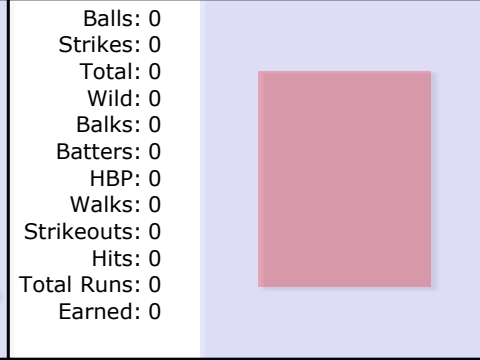 Balls: 0
Strikes: 0
Total: 0
Wild: 0
Balks: 0
Batters: 0
HBP: 0
Walks: 0
Strikeouts: 0
Hits: 0
Total Runs: 0
Earned: 0